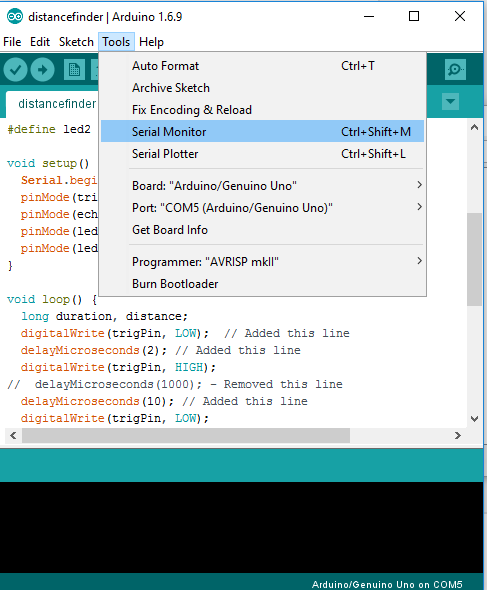 distancefinder | Arduino 1.6.9
File Edit Sketch Tools Help
Auto Format Ctrl+T
Archive Sketch
Fix Encoding & Reload
Serial Monitor Ctrl+Shift+M
Serial Plotter Ctrl+Shift+L
Board: "Arduino/Genuino Uno"
Port: "COM5 (Arduino/Genuino Uno)"
Get Board Info
Programmer: "AVRISP mkII"
Burn Bootloader
distancefinder
#define led2
void setup()
Serial.begi
pinMode(tri
pinMode(ech
pinMode(led
pinMode(led
}
void loop() {
long duration, distance;
digitalWrite(trigPin, LOW);  // Added this line
delayMicroseconds(2); // Added this line
digitalWrite(trigPin, HIGH);
//  delayMicroseconds(1000); - Removed this line
delayMicroseconds(10); // Added this line
digitalWrite(trigPin, LOW);
Arduino/Genuino Uno on COM5